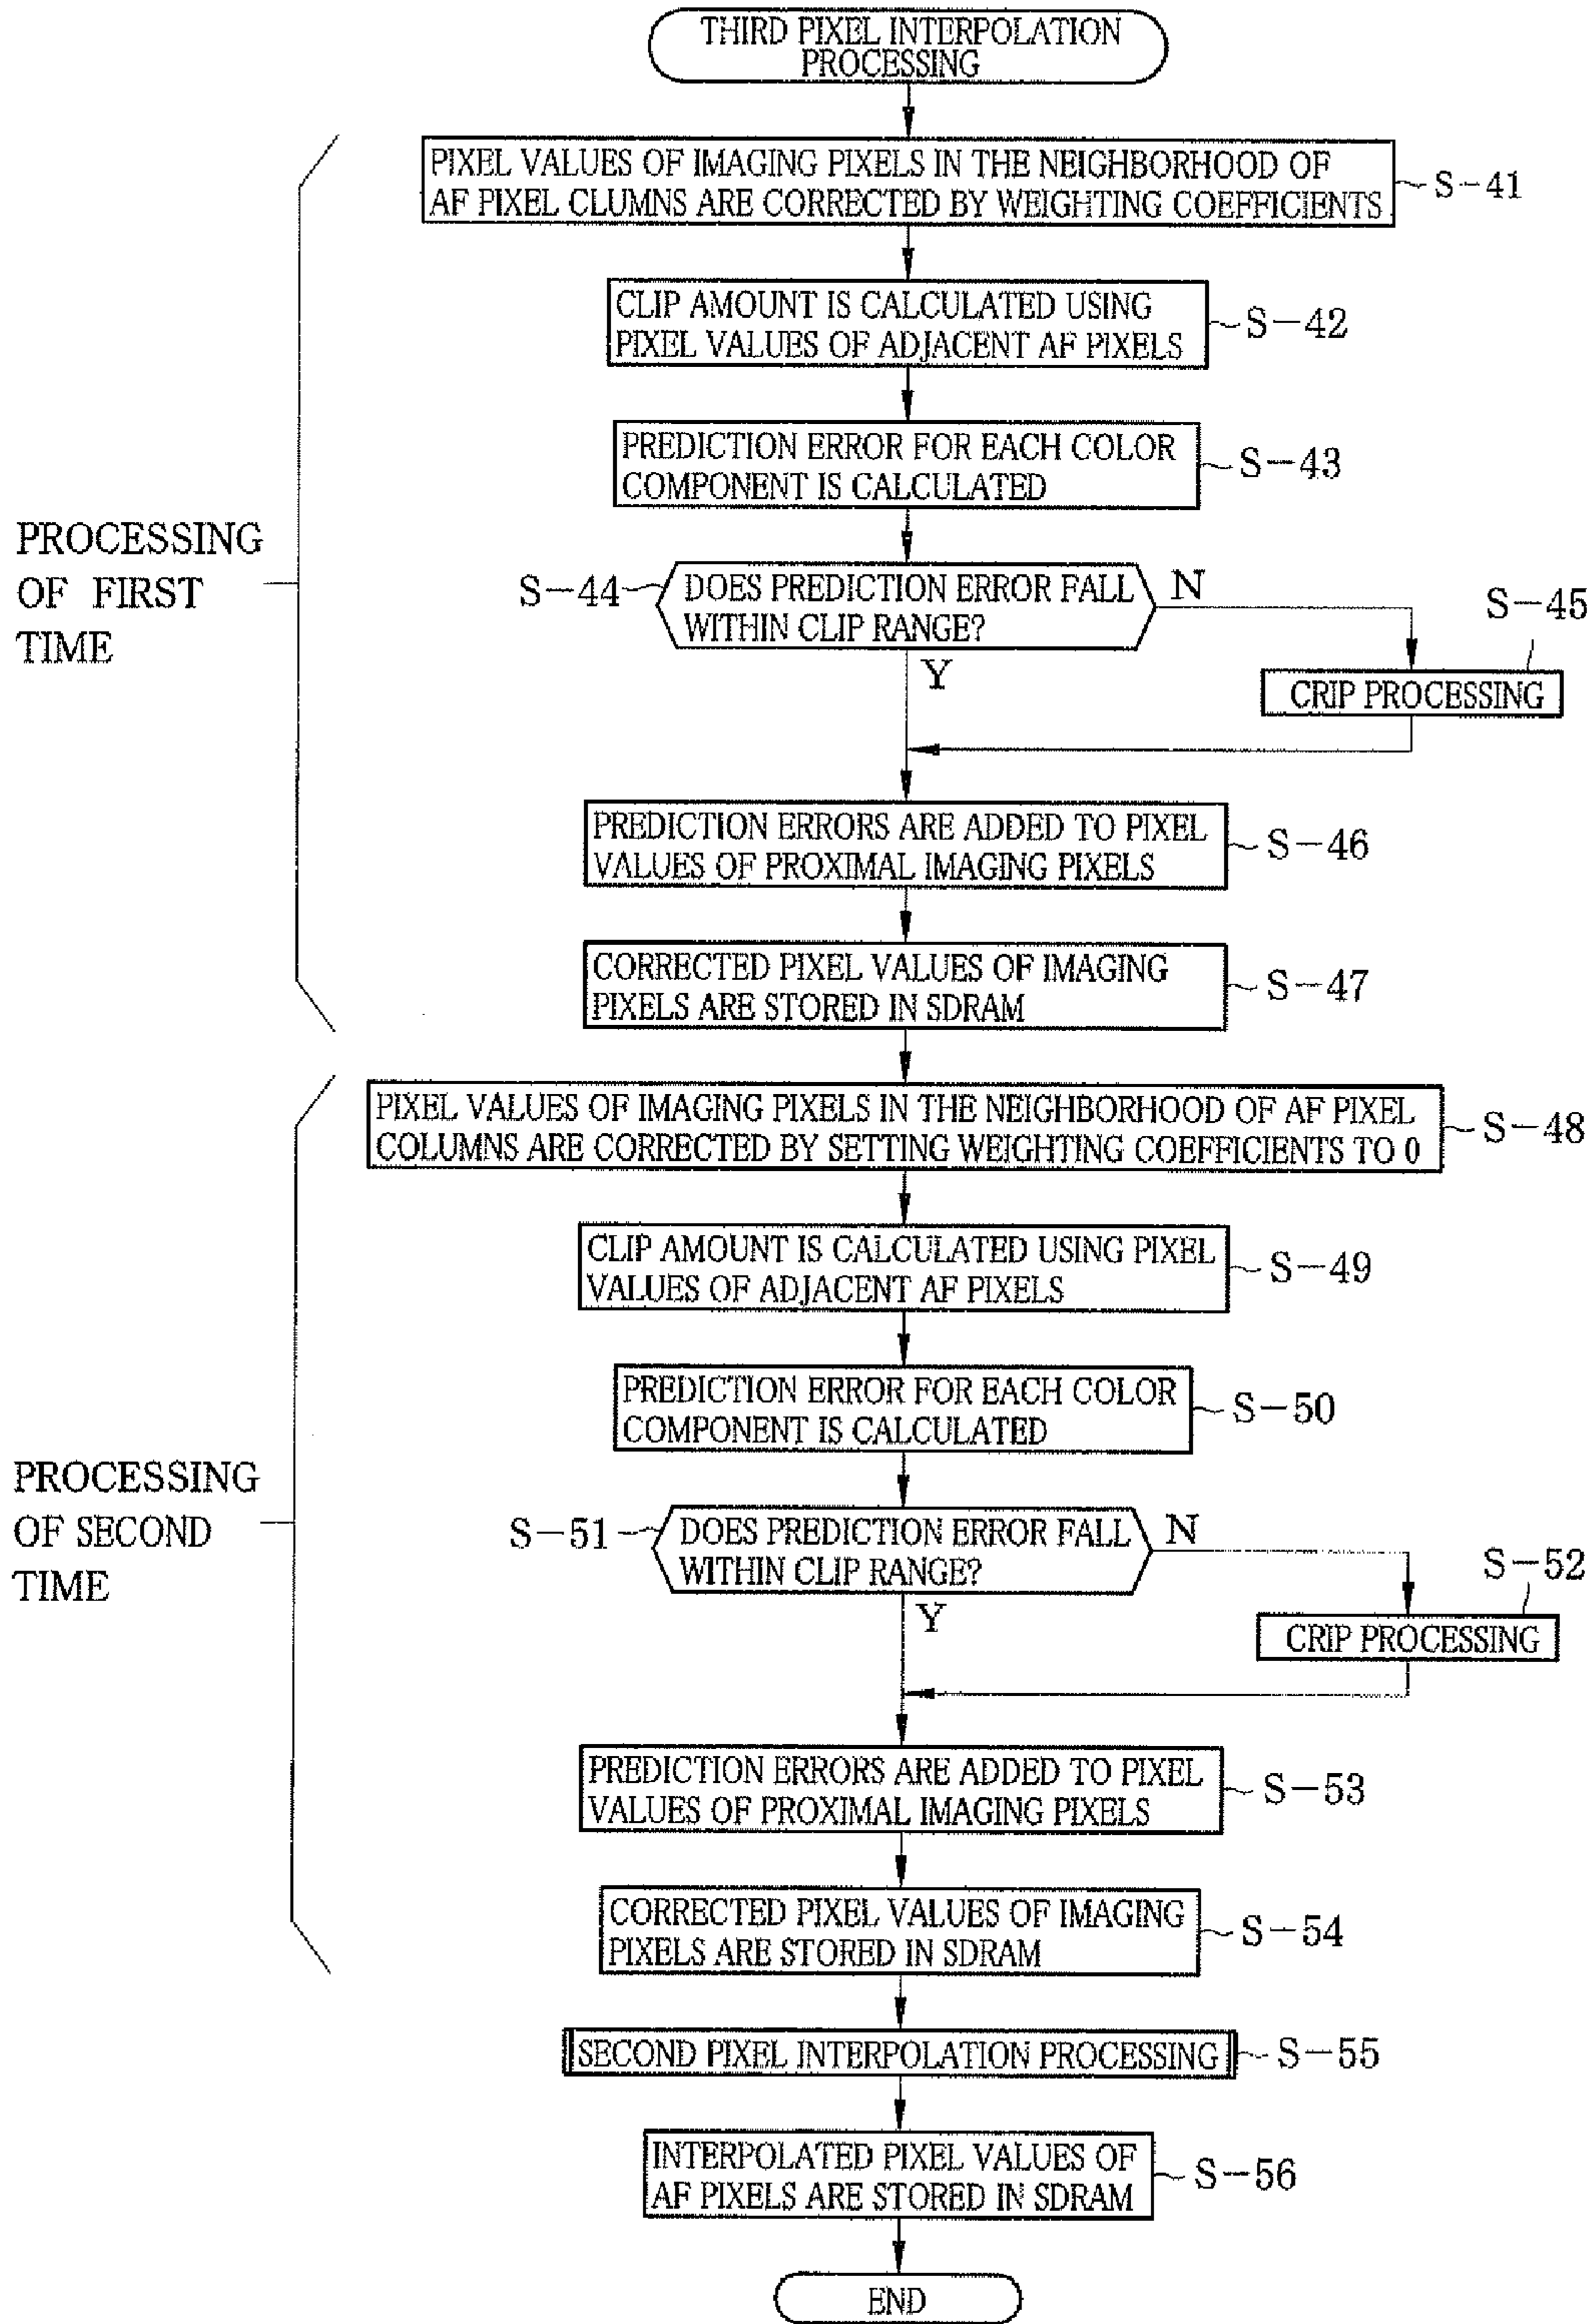 THIRD PIXEL INTERPOLATION
PROCESSING
PIXEL VALUES OF IMAGING PIXELS IN THE NEIGHBORHOOD OF
AF PIXEL CLUMNS ARE CORRECTED BY WEIGHTING COEFFICIENTS
S-41
CLIP AMOUNT IS CALCULATED USING
PIXEL VALUES OF ADJACENT AF PIXELS
S-42
PREDICTION ERROR FOR EACH COLOR
COMPONENT IS CALCULATED
S-43
PROCESSING
OF FIRST
TIME
S-44
DOES PREDICTION ERROR FALL
WITHIN CLIP RANGE?
N
Y
S-45
CRIP PROCESSING
PREDICTION ERRORS ARE ADDED TO PIXEL
VALUES OF PROXIMAL IMAGING PIXELS
S-46
CORRECTED PIXEL VALUES OF IMAGING
PIXELS ARE STORED IN SDRAM
S-47
PIXEL VALUES OF IMAGING PIXELS IN THE NEIGHBORHOOD OF AF PIXEL
COLUMNS ARE CORRECTED BY SETTING WEIGHTING COEFFICIENTS TO 0
S-48
CLIP AMOUNT IS CALCULATED USING PIXEL
VALUES OF ADJACENT AF PIXELS
S-49
PREDICTION ERROR FOR EACH COLOR
COMPONENT IS CALCULATED
S-50
PROCESSING
OF SECOND
TIME
S-51
DOES PREDICTION ERROR FALL
WITHIN CLIP RANGE?
N
Y
S-52
CRIP PROCESSING
PREDICTION ERRORS ARE ADDED TO PIXEL
VALUES OF PROXIMAL IMAGING PIXELS
S-53
CORRECTED PIXEL VALUES OF IMAGING
PIXELS ARE STORED IN SDRAM
S-54
SECOND PIXEL INTERPOLATION PROCESSING
S-55
INTERPOLATED PIXEL VALUES OF
AF PIXELS ARE STORED IN SDRAM
S-56
END